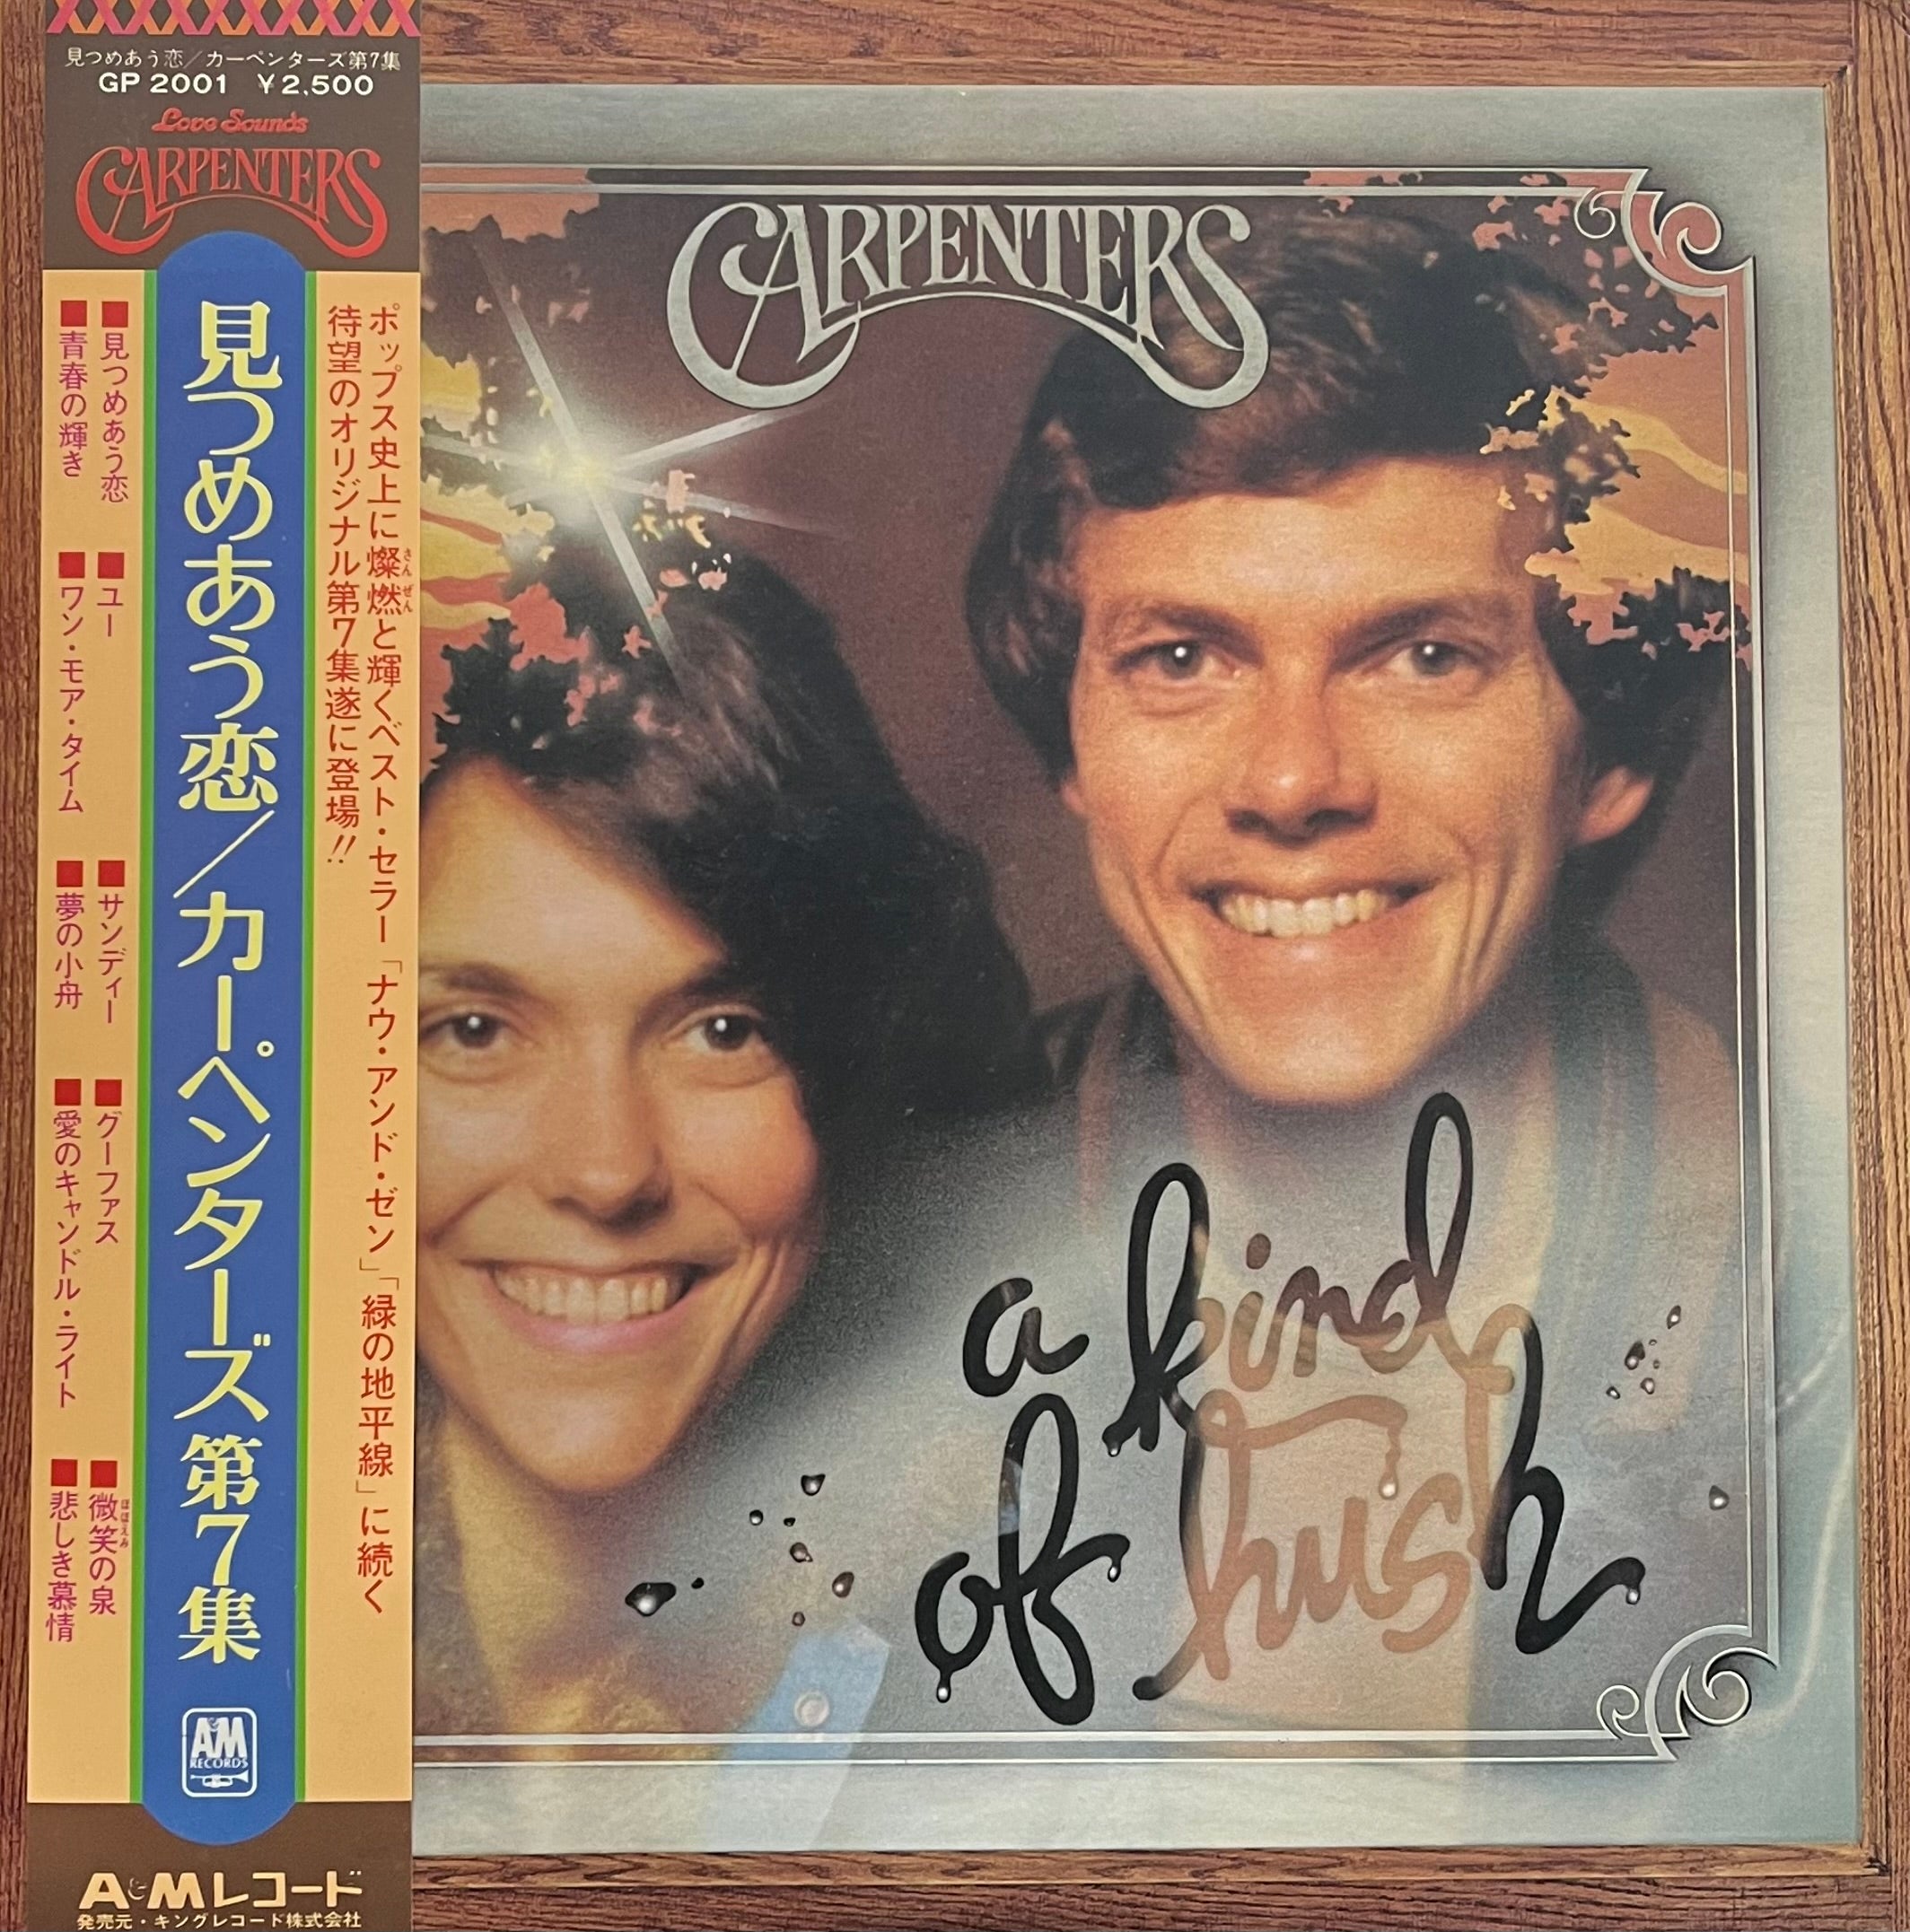 見つめあう恋／カーペンターズ第7集
GP 2001 ¥2,500
Love Sounds
CARPENTERS
ポップス史上に燦燃と輝くベスト・セラー「ナウ・アンド・ゼン」「緑の地平線」に続く
さんぜん
待望のオリジナル第7集遂に登場!!
見つめあう恋／カーペンターズ第7集
■見つめあう恋 ■ユー ■サンディー ■グーファス ■微笑の泉
ほほえみ
■青春の輝き ■ワン・モア・タイム ■夢の小舟 ■愛のキャンドル・ライト ■悲しき慕情
A&M
RECORDS
A&Mレコード
発売元・キングレコード株式会社
CARPENTERS
a kind
of hush